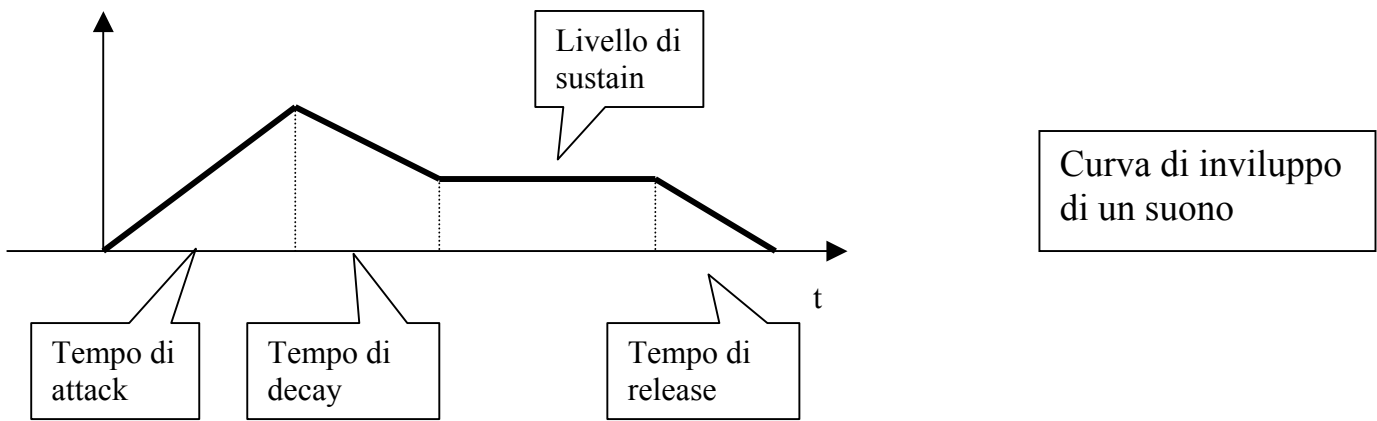 Livello di
sustain
Curva di inviluppo
di un suono
t
Tempo di
attack
Tempo di
decay
Tempo di
release